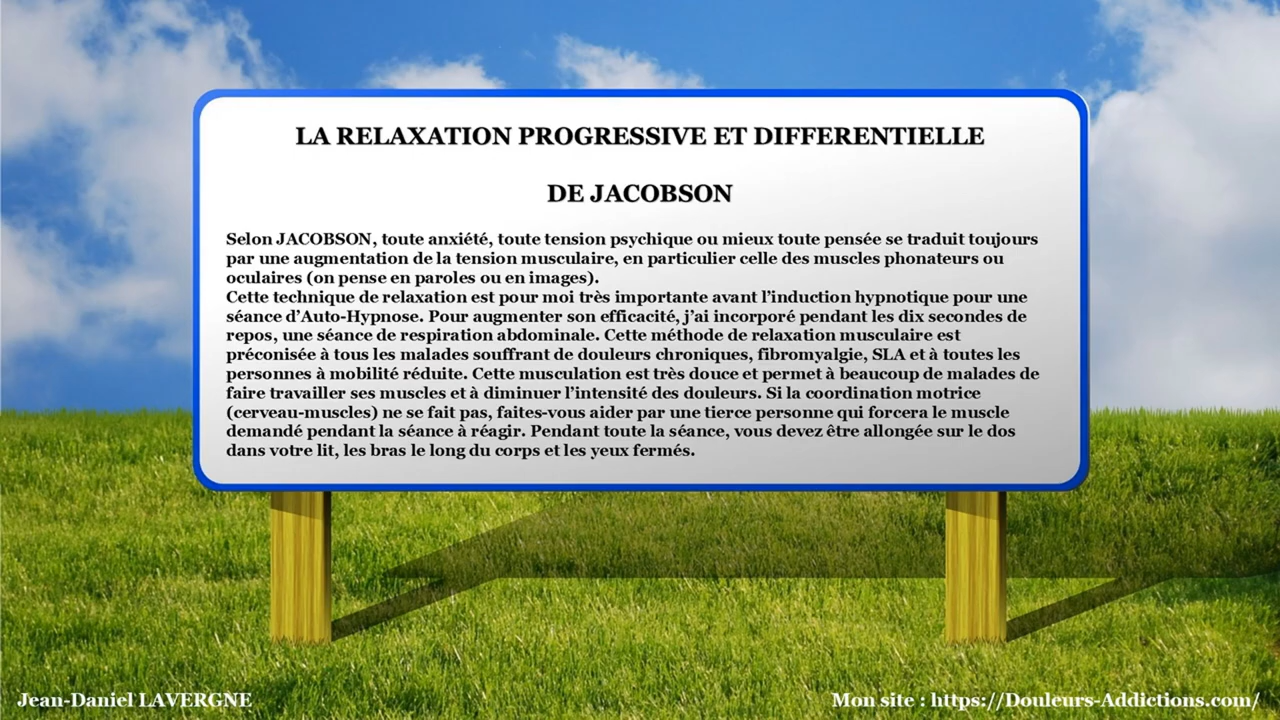 LA RELAXATION PROGRESSIVE ET DIFFERENTIELLE
DE JACOBSON
Selon JACOBSON, toute anxiété, toute tension psychique ou mieux toute pensée se traduit toujours
par une augmentation de la tension musculaire, en particulier celle des muscles phonateurs ou
oculaires (on pense en paroles ou en images).
Cette technique de relaxation est pour moi très importante avant l'induction hypnotique pour une
séance d'Auto-Hypnose. Pour augmenter son efficacité, j'ai incorporé pendant les dix secondes de
repos, une séance de respiration abdominale. Cette méthode de relaxation musculaire est
préconisée à tous les malades souffrant de douleurs chroniques, fibromyalgie, SLA et à toutes les
personnes à mobilité réduite. Cette musculation est très douce et permet à beaucoup de malades de
faire travailler ses muscles et à diminuer l'intensité des douleurs. Si la coordination motrice
(cerveau-muscles) ne se fait pas, faites-vous aider par une tierce personne qui forcera le muscle
demandé pendant la séance à réagir. Pendant toute la séance, vous devez être allongée sur le dos
dans votre lit, les bras le long du corps et les yeux fermés.
Jean-Daniel LAVERGNE
Mon site : https://Douleurs-Addictions.com/